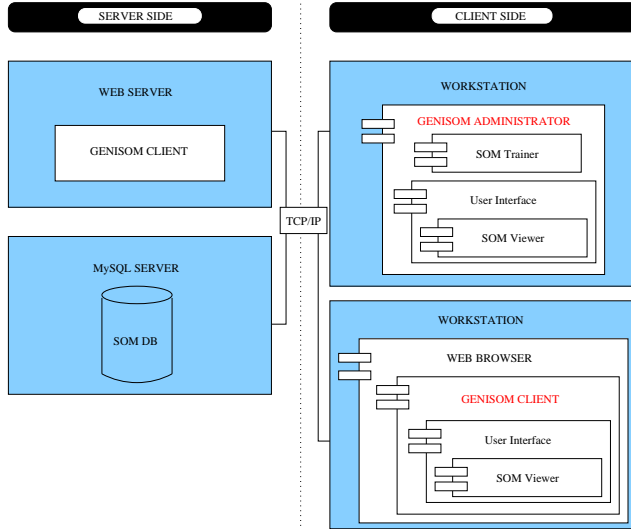 SERVER SIDE
CLIENT SIDE
WEB SERVER
GENISOM CLIENT
MySQL SERVER
SOM DB
TCP/IP
WORKSTATION
GENISOM ADMINISTRATOR
SOM Trainer
User Interface
SOM Viewer
WORKSTATION
WEB BROWSER
GENISOM CLIENT
User Interface
SOM Viewer